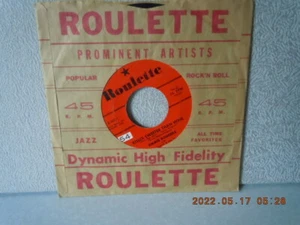 ROULETTE
PROMINENT ARTISTS
POPULAR
ROCK'N ROLL
Roulette
45
45
R.P.M.
R.P.M.
JAZZ
ALL TIME
FAVORITES
Dynamic High Fidelity
ROULETTE
2022.05.17 05:26